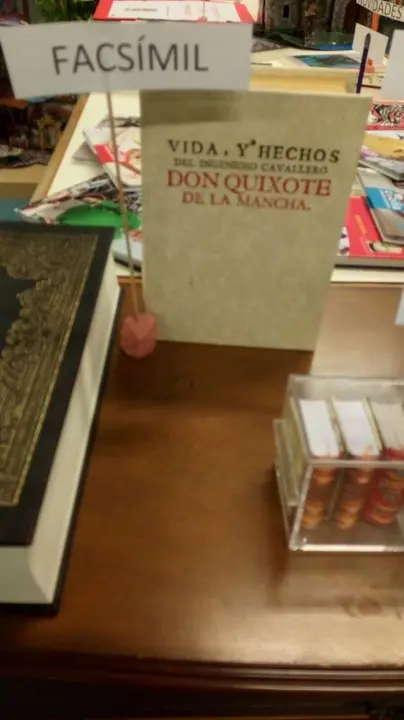 FACSÍMIL
VIDA, Y HECHOS
DEL INGENIOSO CAVALLERO
DON QUIXOTE
DE LA MANCHA.